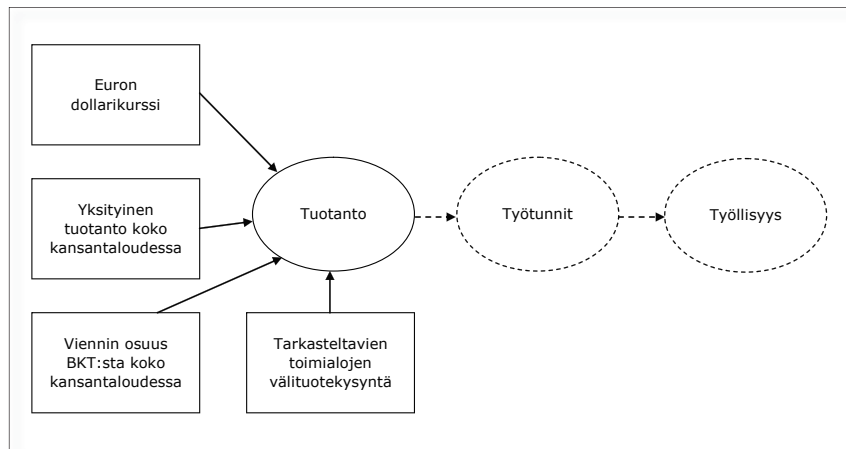 Euron
dollarikurssi
Yksityinen
tuotanto koko
kansantaloudessa
Tuotanto
Työtunnit
Työllisyys
Viennin osuus
BKT:sta koko
kansantaloudessa
Tarkasteltavien
toimialojen
välituotekysyntä